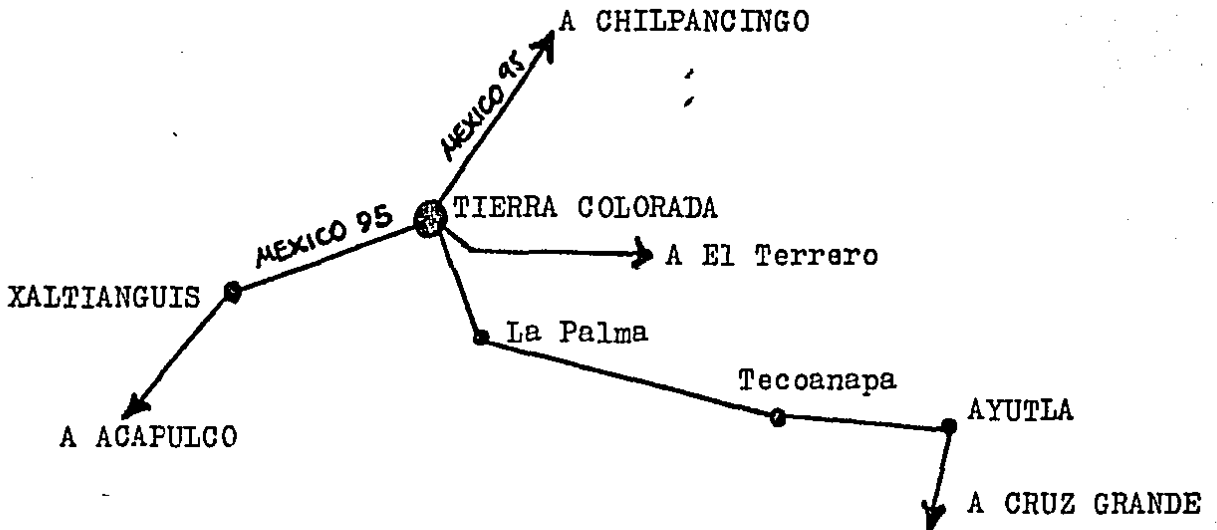 A CHILPANCINGO
MEXICO 95
TIERRA COLORADA
MEXICO 95
A El Terrero
XALTIANGUIS
La Palma
Tecoanapa
AYUTLA
A ACAPULCO
A CRUZ GRANDE